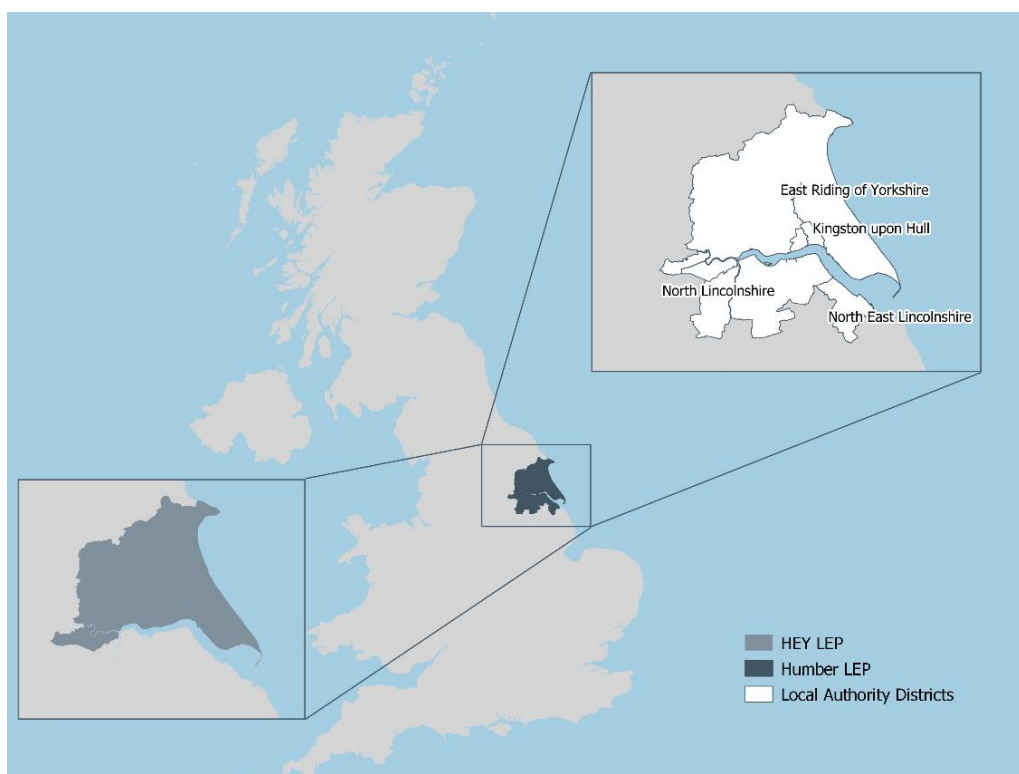 East Riding of Yorkshire
Kingston upon Hull
North Lincolnshire
North East Lincolnshire
HEY LEP
Humber LEP
Local Authority Districts